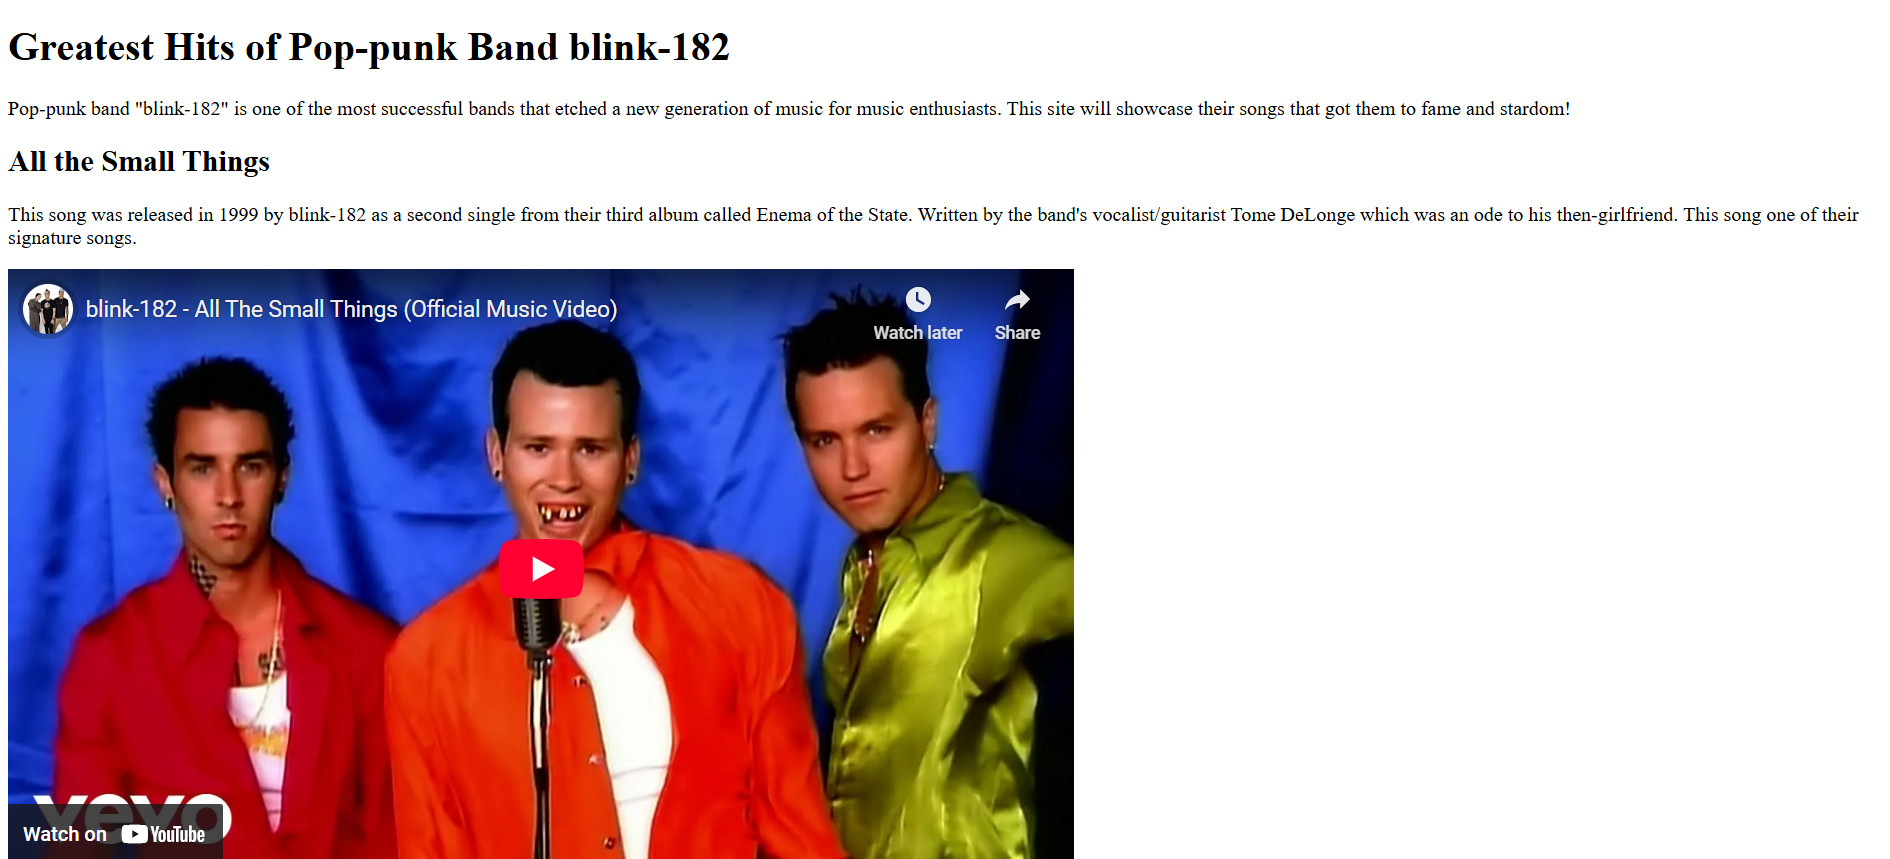 Greatest Hits of Pop-punk Band blink-182
Pop-punk band "blink-182" is one of the most successful bands that etched a new generation of music for music enthusiasts. This site will showcase their songs that got them to fame and stardom!
All the Small Things
This song was released in 1999 by blink-182 as a second single from their third album called Enema of the State. Written by the band's vocalist/guitarist Tome DeLonge which was an ode to his then-girlfriend. This song one of their
signature songs.
blink-182 - All The Small Things (Official Music Video)
Watch later
Share
vevo
Watch on YouTube